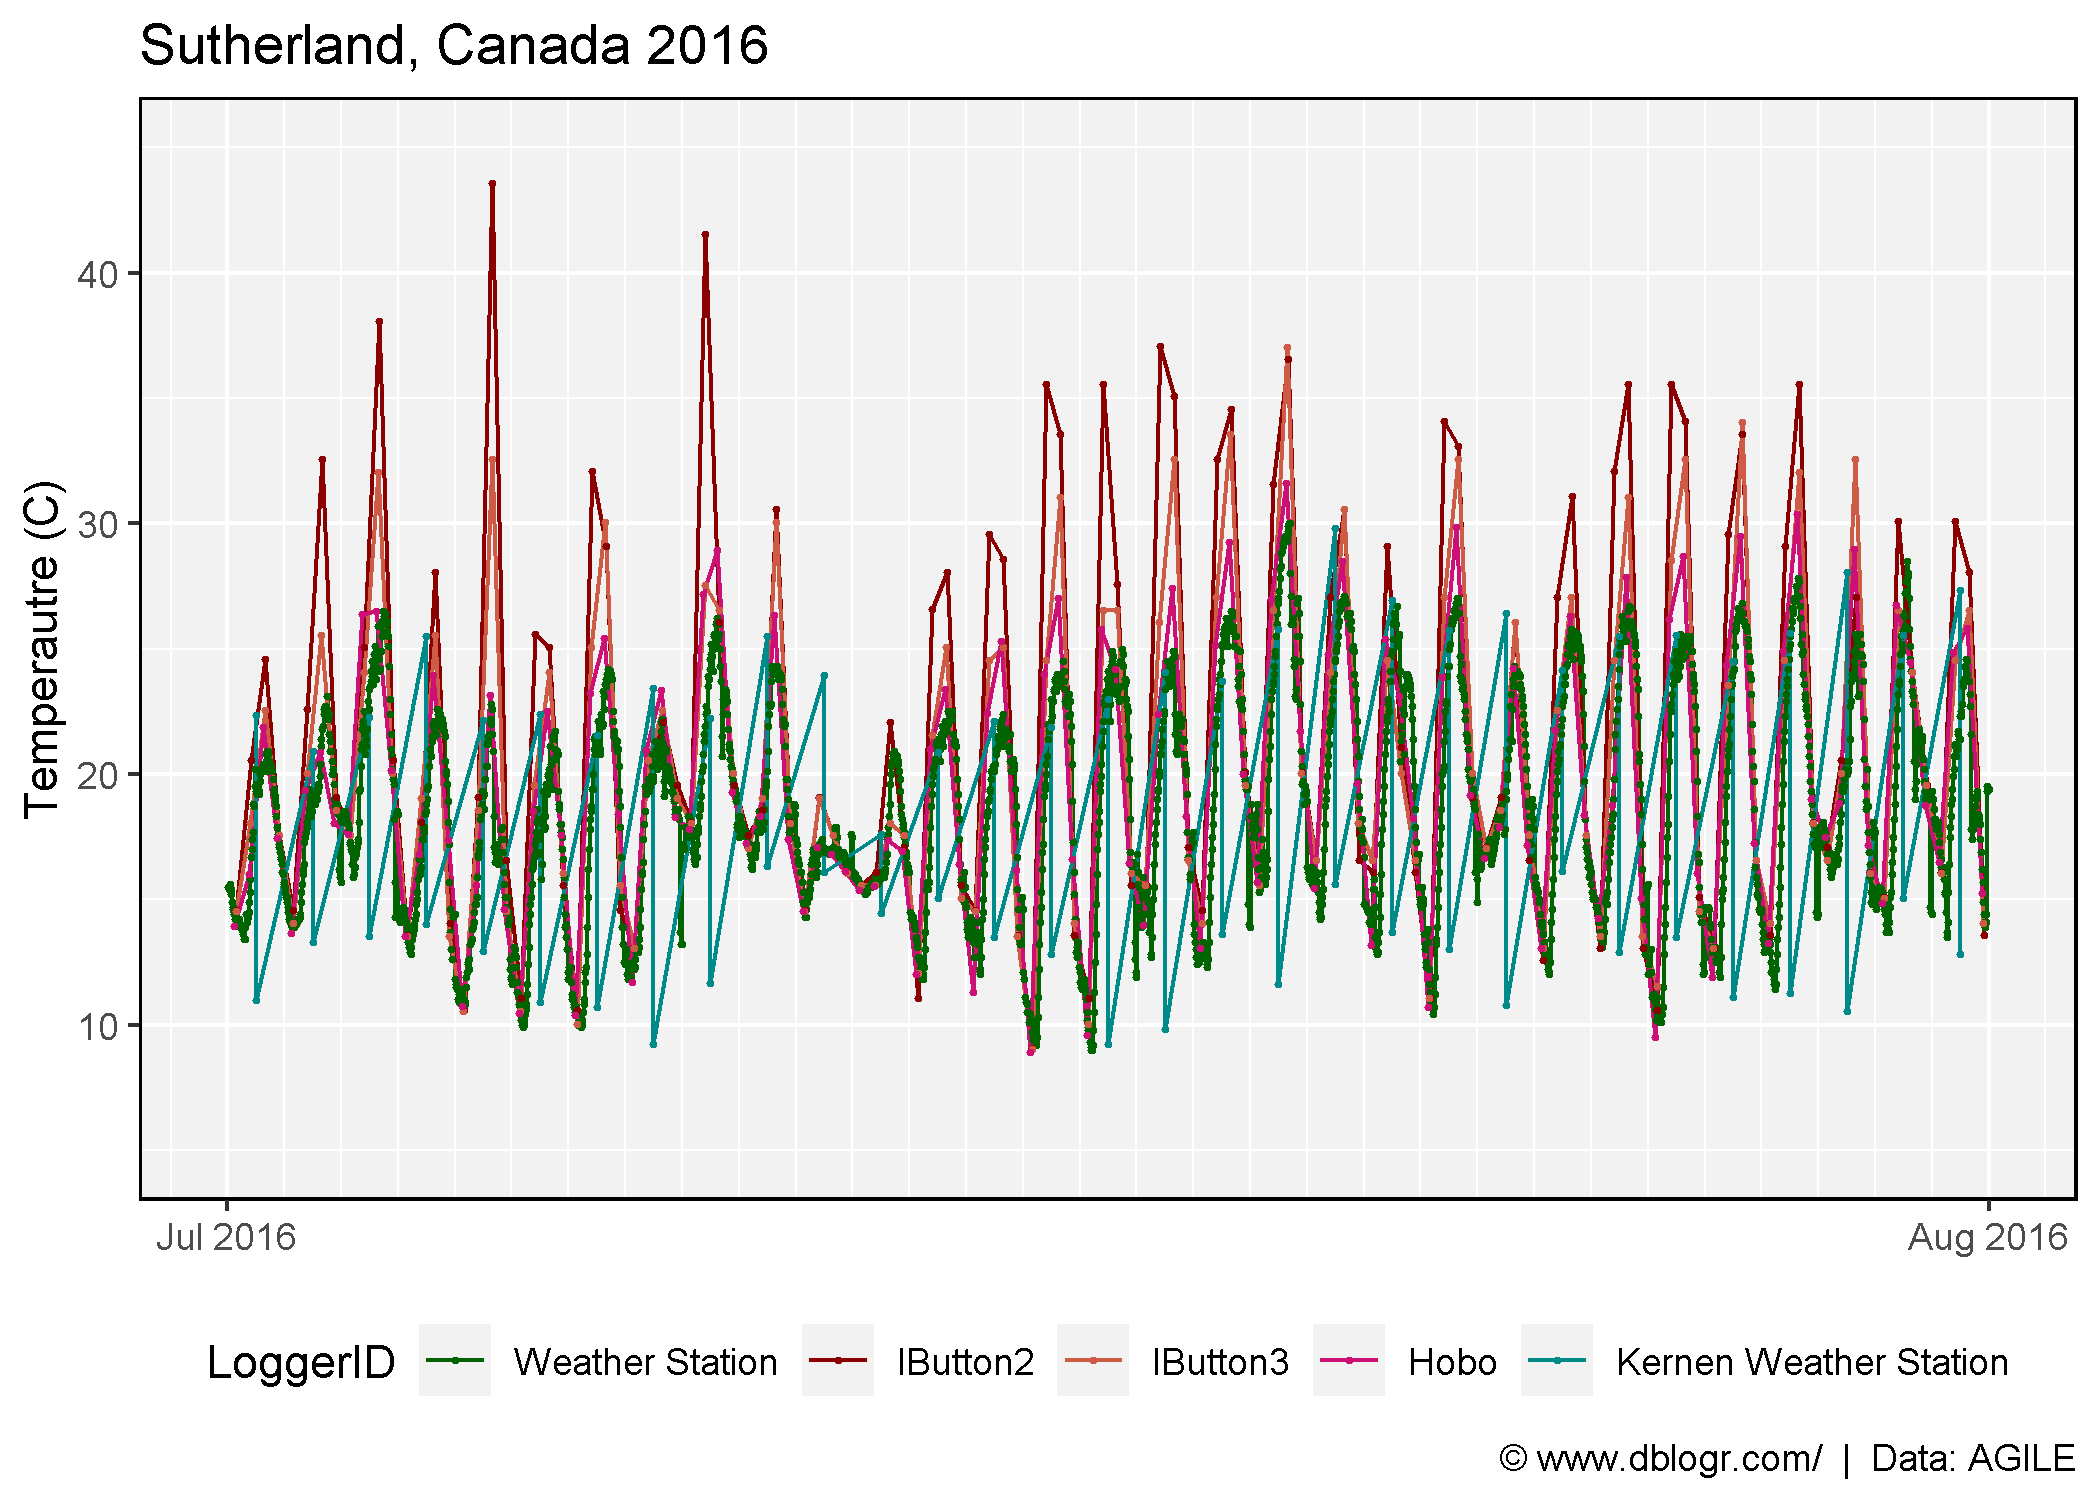 Sutherland, Canada 2016
Temperautre (C)
40
30
20
10
Jul 2016
Aug 2016
LoggerID Weather Station IButton2 IButton3 Hobo Kernen Weather Station
© www.dblogr.com/ | Data: AGILE